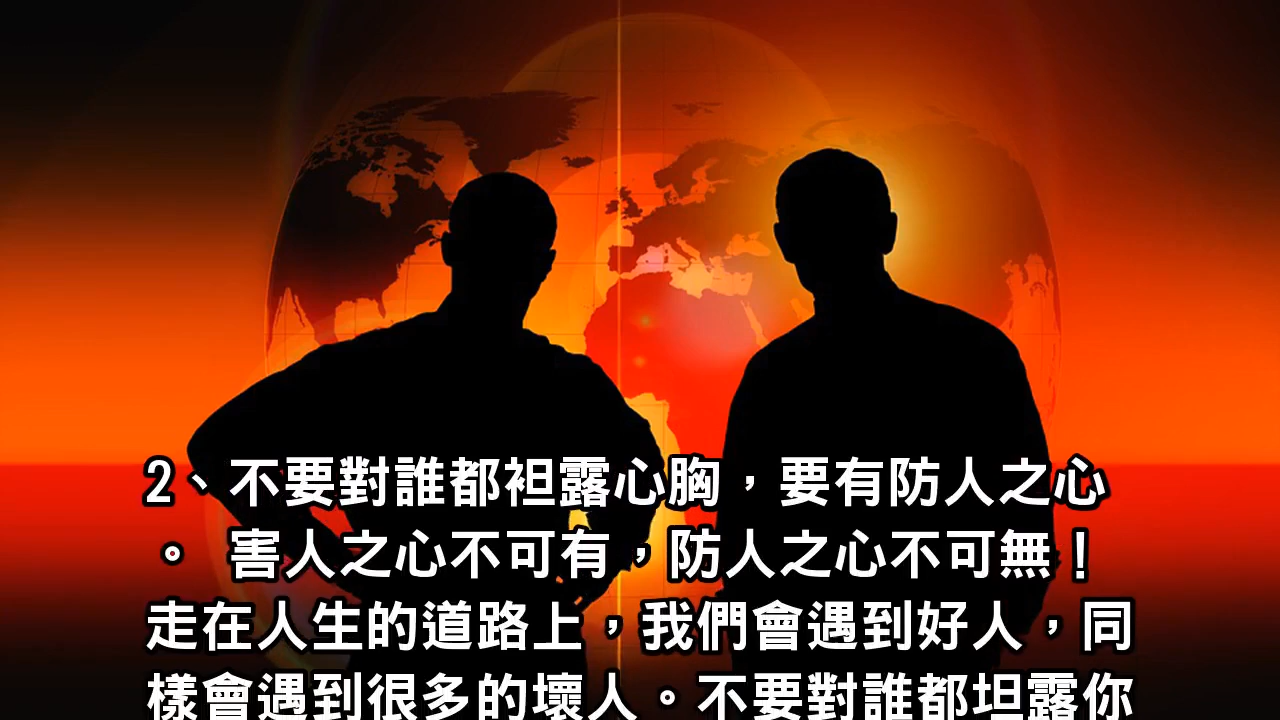 2、不要對誰都袒露心胸，要有防人之心
。 害人之心不可有，防人之心不可無！
走在人生的道路上，我們會遇到好人，同
樣會遇到很多的壞人。不要對誰都坦露你